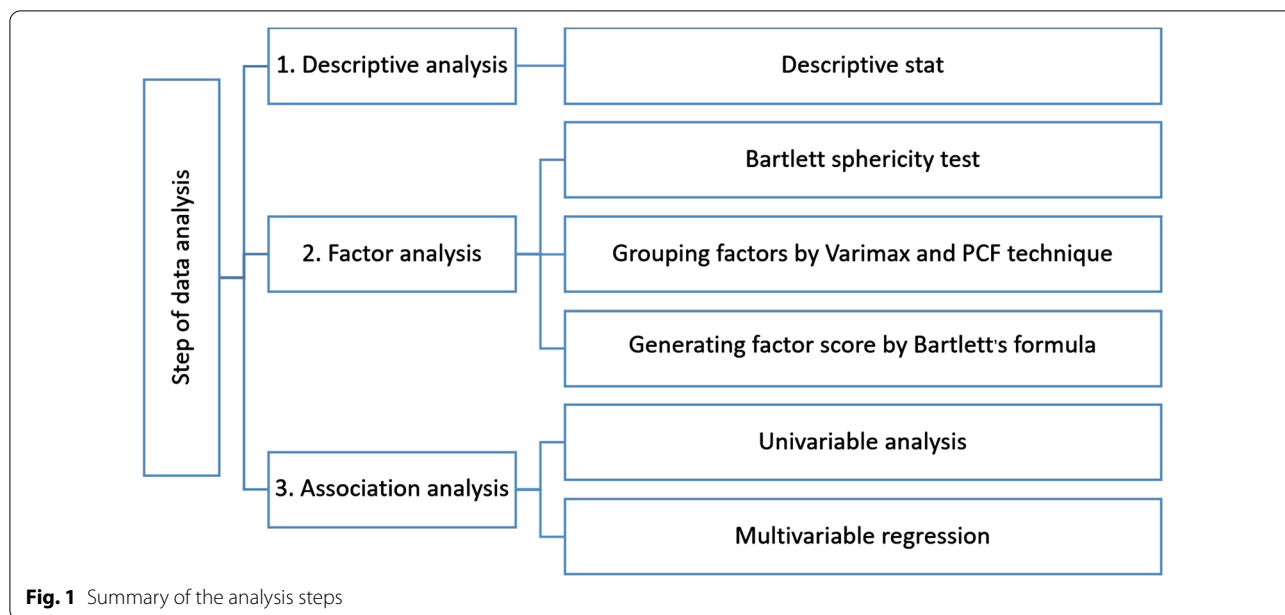 Step of data analysis
1. Descriptive analysis
Descriptive stat
2. Factor analysis
Bartlett sphericity test
Grouping factors by Varimax and PCF technique
Generating factor score by Bartlett's formula
3. Association analysis
Univariable analysis
Multivariable regression
Fig. 1 Summary of the analysis steps